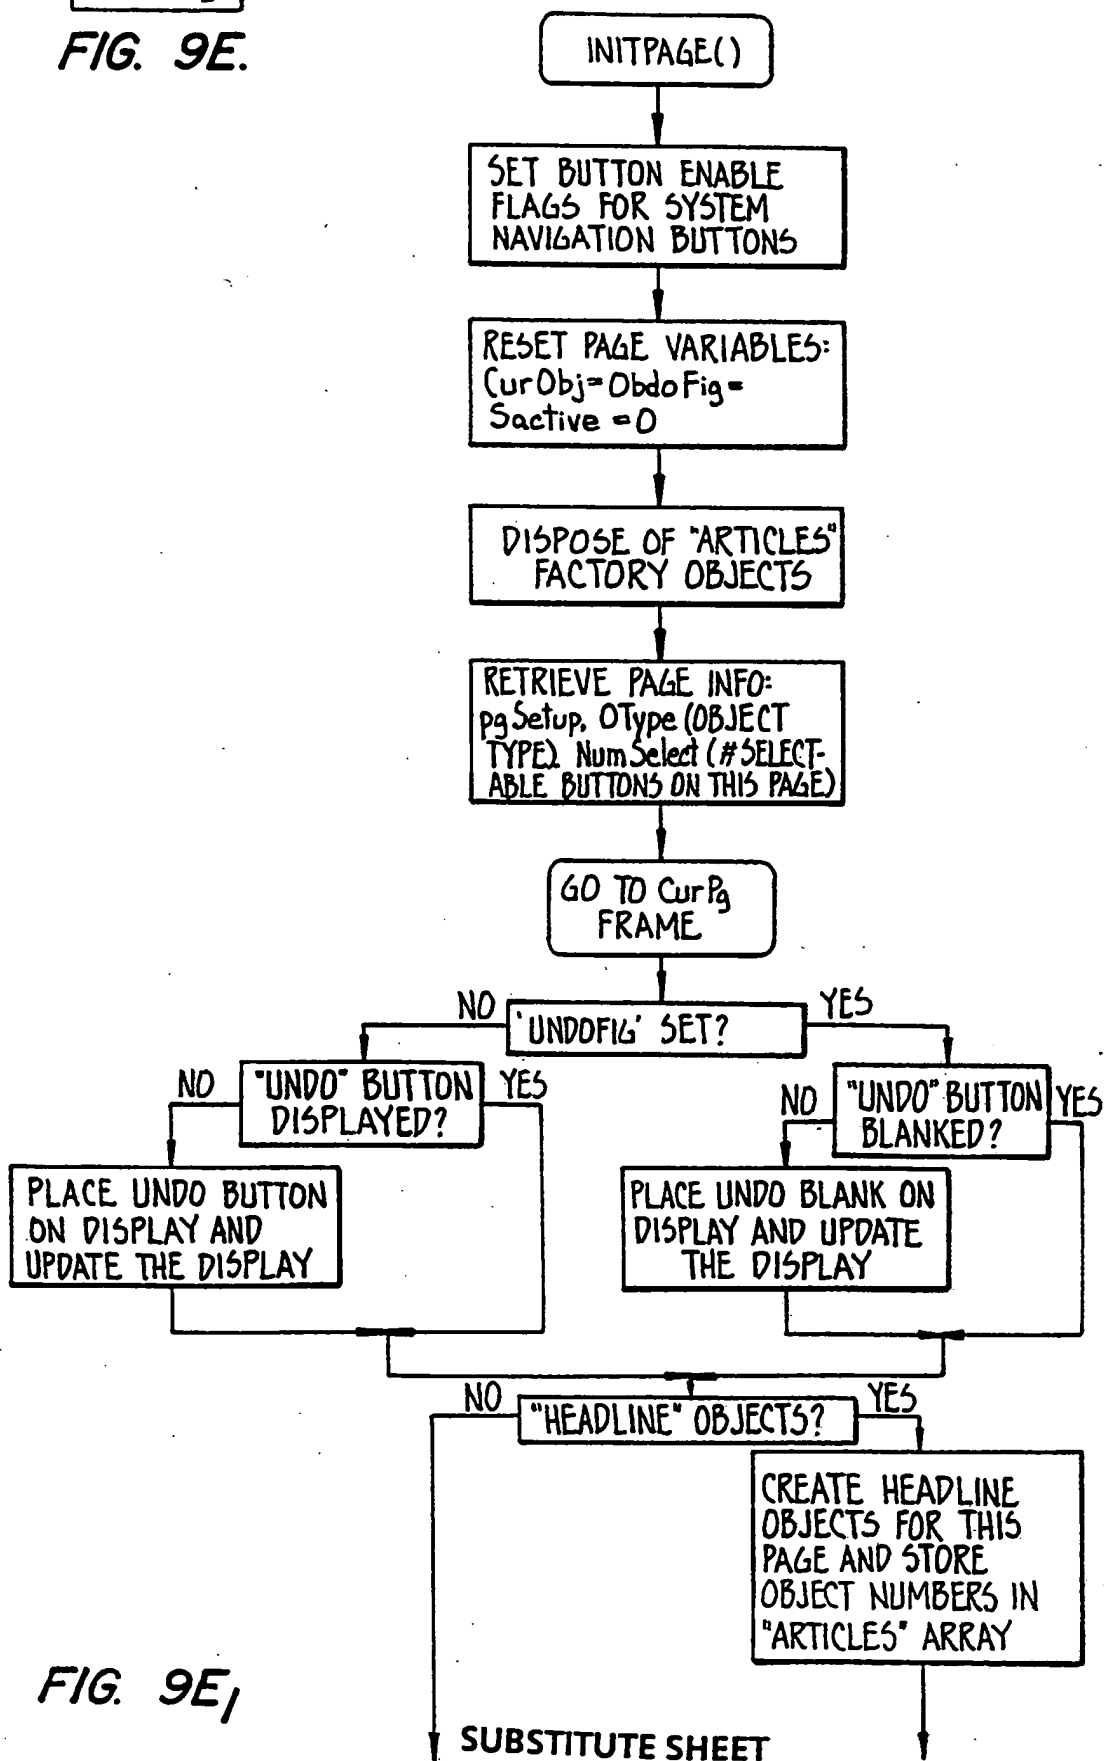 FIG. 9E.
INITPAGE()
SET BUTTON ENABLE
FLAGS FOR SYSTEM
NAVIGATION BUTTONS
RESET PAGE VARIABLES:
CurObj=ObdoFig=
Sactive=0
DISPOSE OF "ARTICLES"
FACTORY OBJECTS
RETRIEVE PAGE INFO:
pgSetup, OType (OBJECT
TYPE). NumSelect (#SELECT-
ABLE BUTTONS ON THIS PAGE)
GO TO CurPg
FRAME
NO
'UNDOFIG' SET?
YES
NO
"UNDO" BUTTON
DISPLAYED?
YES
NO
"UNDO" BUTTON
BLANKED?
YES
PLACE UNDO BUTTON
ON DISPLAY AND
UPDATE THE DISPLAY
PLACE UNDO BLANK ON
DISPLAY AND UPDATE
THE DISPLAY
NO
"HEADLINE" OBJECTS?
YES
CREATE HEADLINE
OBJECTS FOR THIS
PAGE AND STORE
OBJECT NUMBERS IN
"ARTICLES" ARRAY
FIG. 9E1
SUBSTITUTE SHEET